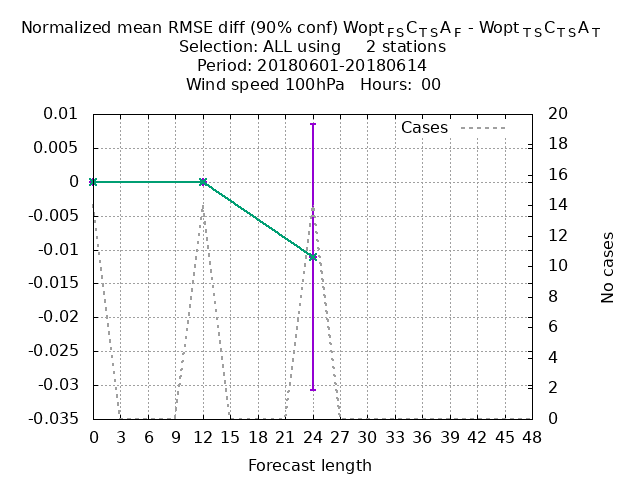 Normalized mean RMSE diff (90% conf) Wopt FS C TS A F - Wopt TS C TS A T
Selection: ALL using 2 stations
Period: 20180601-20180614
Wind speed 100hPa Hours: 00
Cases
0.01
0.005
0
-0.005
-0.01
-0.015
-0.02
-0.025
-0.03
-0.035
20
18
16
14
12
10
8
6
4
2
0
No cases
0 3 6 9 12 15 18 21 24 27 30 33 36 39 42 45 48
Forecast length